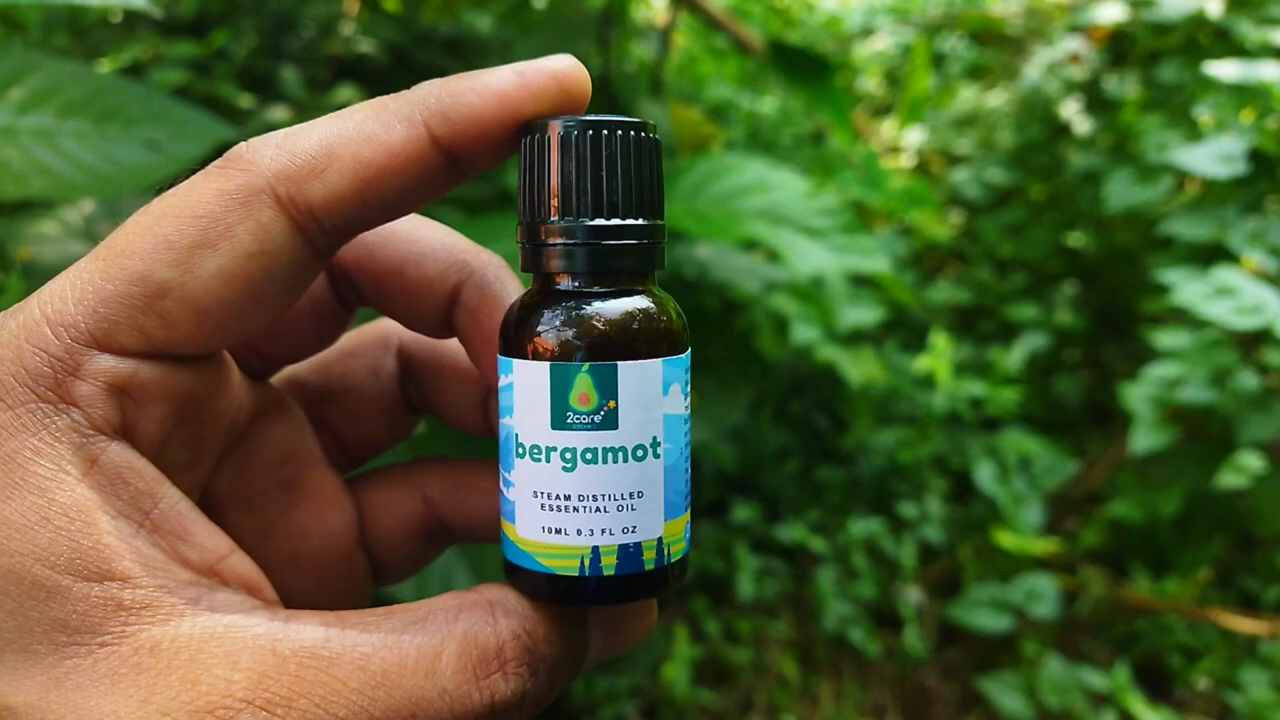 2care
bergamot
STEAM DISTILLED
ESSENTIAL OIL
10ML 0.3 FL OZ